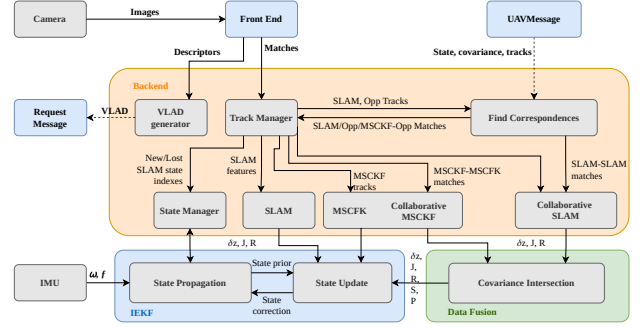 Camera
Images
Front End
UAVMessage
Descriptors
Matches
State, covariance, tracks
Backend
Request
Message
VLAD
VLAD
generator
Track Manager
SLAM, Opp Tracks
SLAM/Opp/MSCKF-Opp Matches
Find Correspondences
New/Lost
SLAM state
indexes
SLAM
features
MSCKF
tracks
MSCKF-MSCFK
matches
SLAM-SLAM
matches
State Manager
SLAM
MSCFK
Collaborative
MSCKF
Collaborative
SLAM
δz, J, R
δz, J, R
IMU
ω, f
State Propagation
State prior
State
correction
State Update
δz,
J,
R,
S,
P
Covariance Intersection
IEKF
Data Fusion